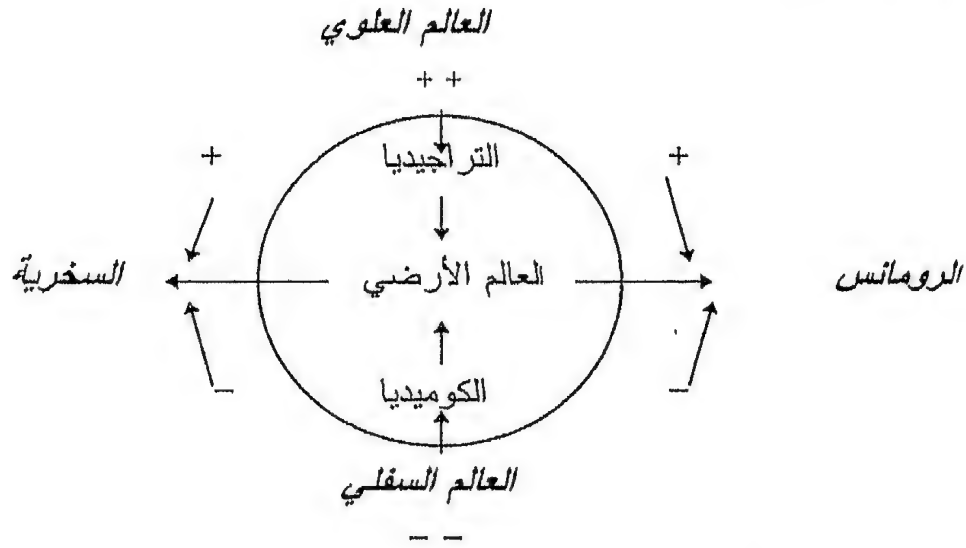 العالم العلوي
+ +
التراجيديا
+ +
السخرية العالم الأرضي الرومانس
الكوميديا
− −
العالم السفلي
− −